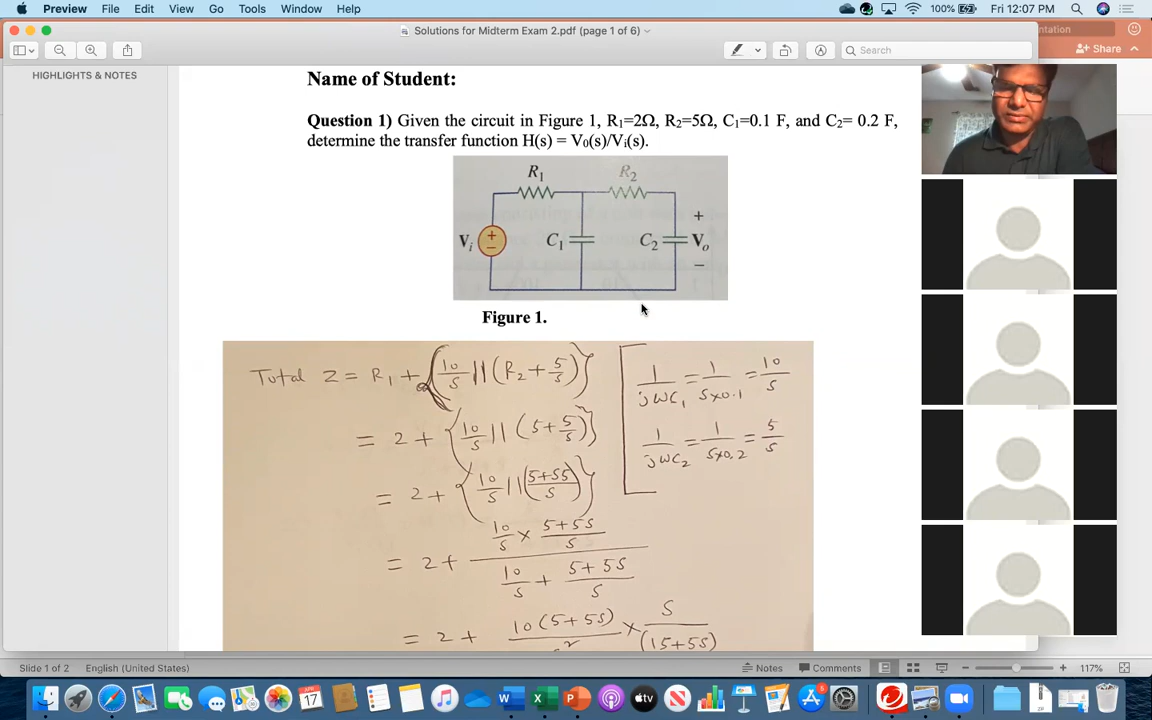 Preview File Edit View Go Tools Window Help 100% Fri 12:07 PM
Solutions for Midterm Exam 2.pdf (page 1 of 6)
Search
ntation
Share
HIGHLIGHTS & NOTES
Name of Student:
Question 1) Given the circuit in Figure 1, R₁=2Ω, R₂=5Ω, C₁=0.1 F, and C₂= 0.2 F,
determine the transfer function H(s) = V₀(s)/Vᵢ(s).
R₁ R₂
+
Vᵢ + − C₁ C₂ Vₒ
−
Figure 1.
Total Z = R₁ + {10/s || (R₂ + 5/s)}
1/jωC₁ = 1/s×0.1 = 10/s
= 2 + {10/s || (5 + 5/s)}
1/jωC₂ = 1/s×0.2 = 5/s
= 2 + {10/s || (5+5s/s)}
= 2 + 10/s × 5+5s/s / 10/s + 5+5s/s
= 2 + 10(5+5s)/s² × s/(15+5s)
Slide 1 of 2 English (United States) Notes Comments 117%
APR
17